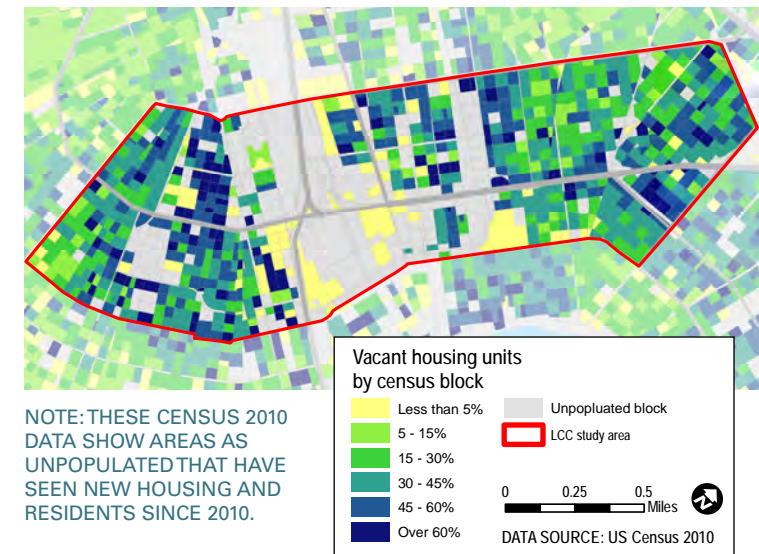 NOTE: THESE CENSUS 2010
DATA SHOW AREAS AS
UNPOPULATED THAT HAVE
SEEN NEW HOUSING AND
RESIDENTS SINCE 2010.
Vacant housing units
by census block
Less than 5%
5 - 15%
15 - 30%
30 - 45%
45 - 60%
Over 60%
Unpopluated block
LCC study area
0 0.25 0.5
Miles
DATA SOURCE: US Census 2010